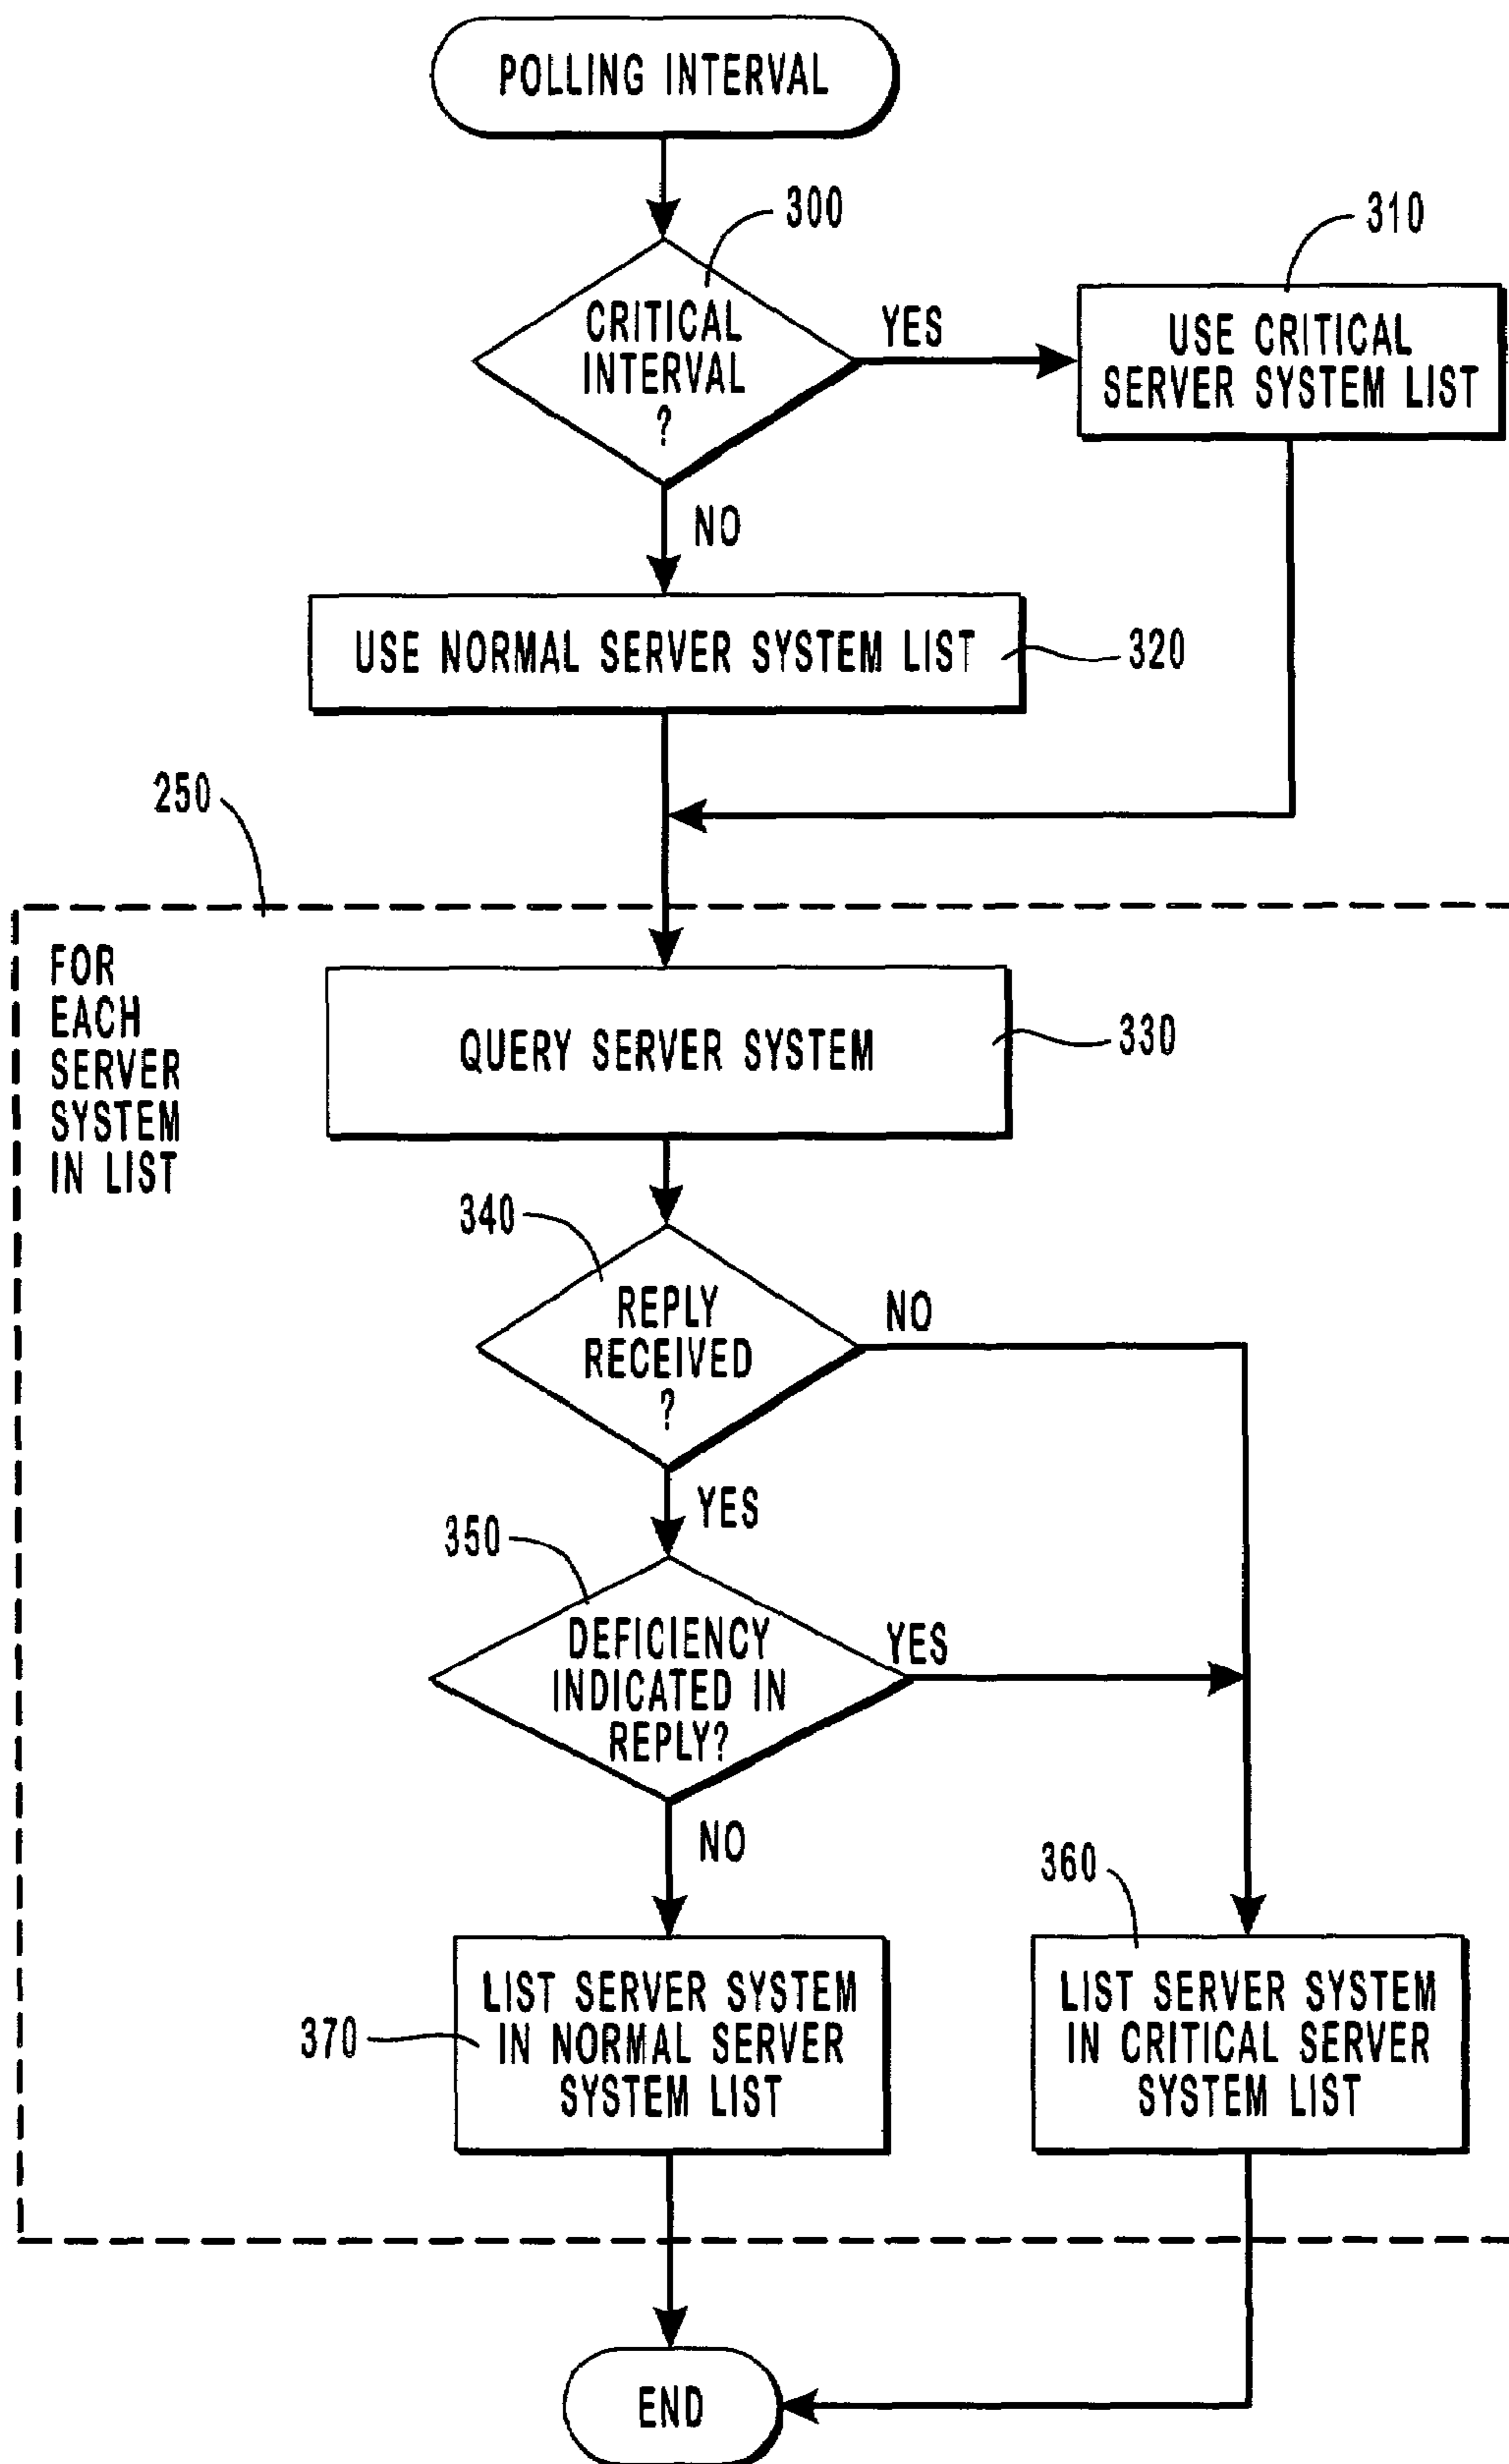 POLLING INTERVAL
300
310
CRITICAL
INTERVAL
?
YES
USE CRITICAL
SERVER SYSTEM LIST
NO
USE NORMAL SERVER SYSTEM LIST
320
250
FOR
EACH
SERVER
SYSTEM
IN LIST
QUERY SERVER SYSTEM
330
340
REPLY
RECEIVED
?
NO
YES
350
DEFICIENCY
INDICATED IN
REPLY?
YES
NO
360
370
LIST SERVER SYSTEM
IN NORMAL SERVER
SYSTEM LIST
LIST SERVER SYSTEM
IN CRITICAL SERVER
SYSTEM LIST
END